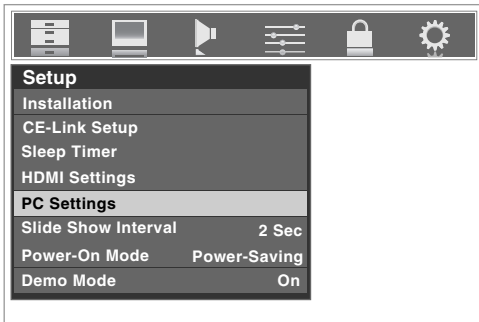 Setup
Installation
CE-Link Setup
Sleep Timer
HDMI Settings
PC Settings
Slide Show Interval 2 Sec
Power-On Mode Power-Saving
Demo Mode On